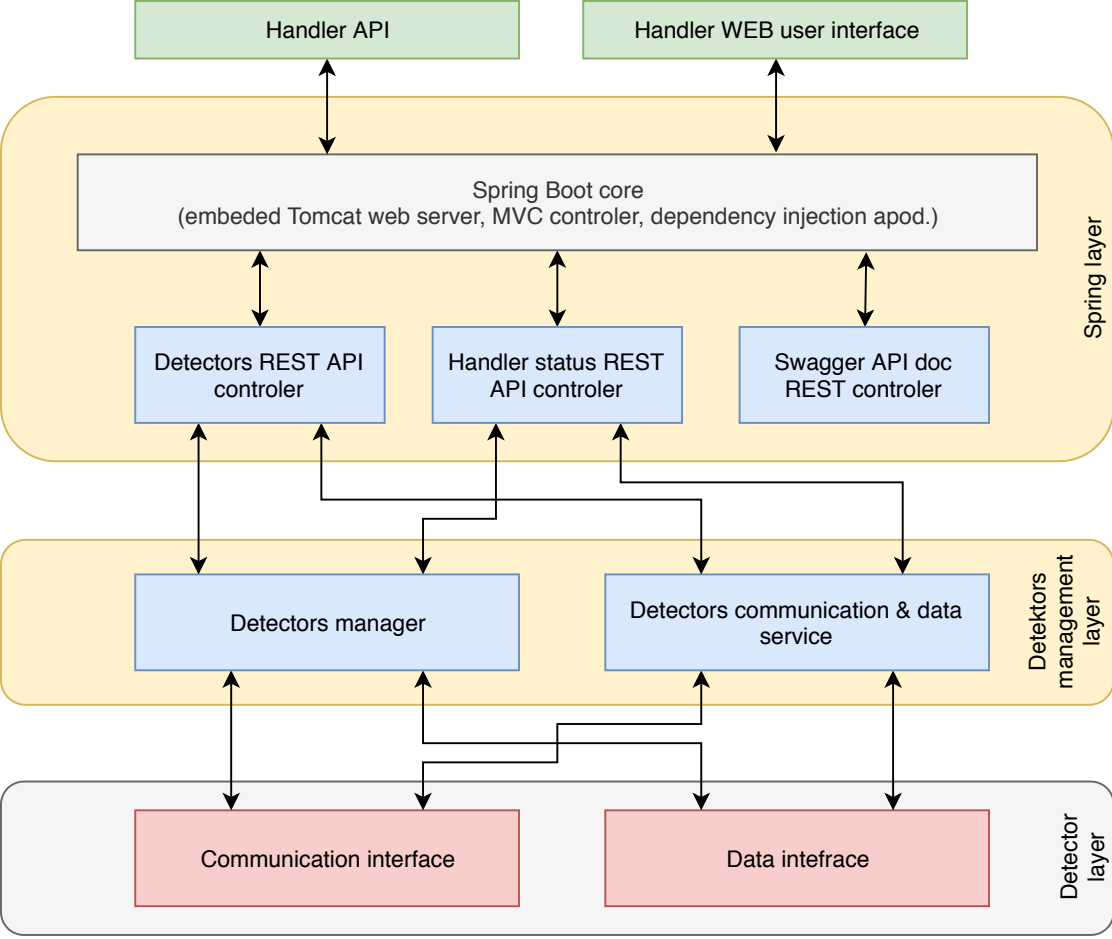 Handler API
Handler WEB user interface
Spring Boot core
(embeded Tomcat web server, MVC controler, dependency injection apod.)
Spring layer
Detectors REST API
controler
Handler status REST
API controler
Swagger API doc
REST controler
Detectors manager
Detectors communication & data
service
Detektors
management
layer
Communication interface
Data intefrace
Detector
layer